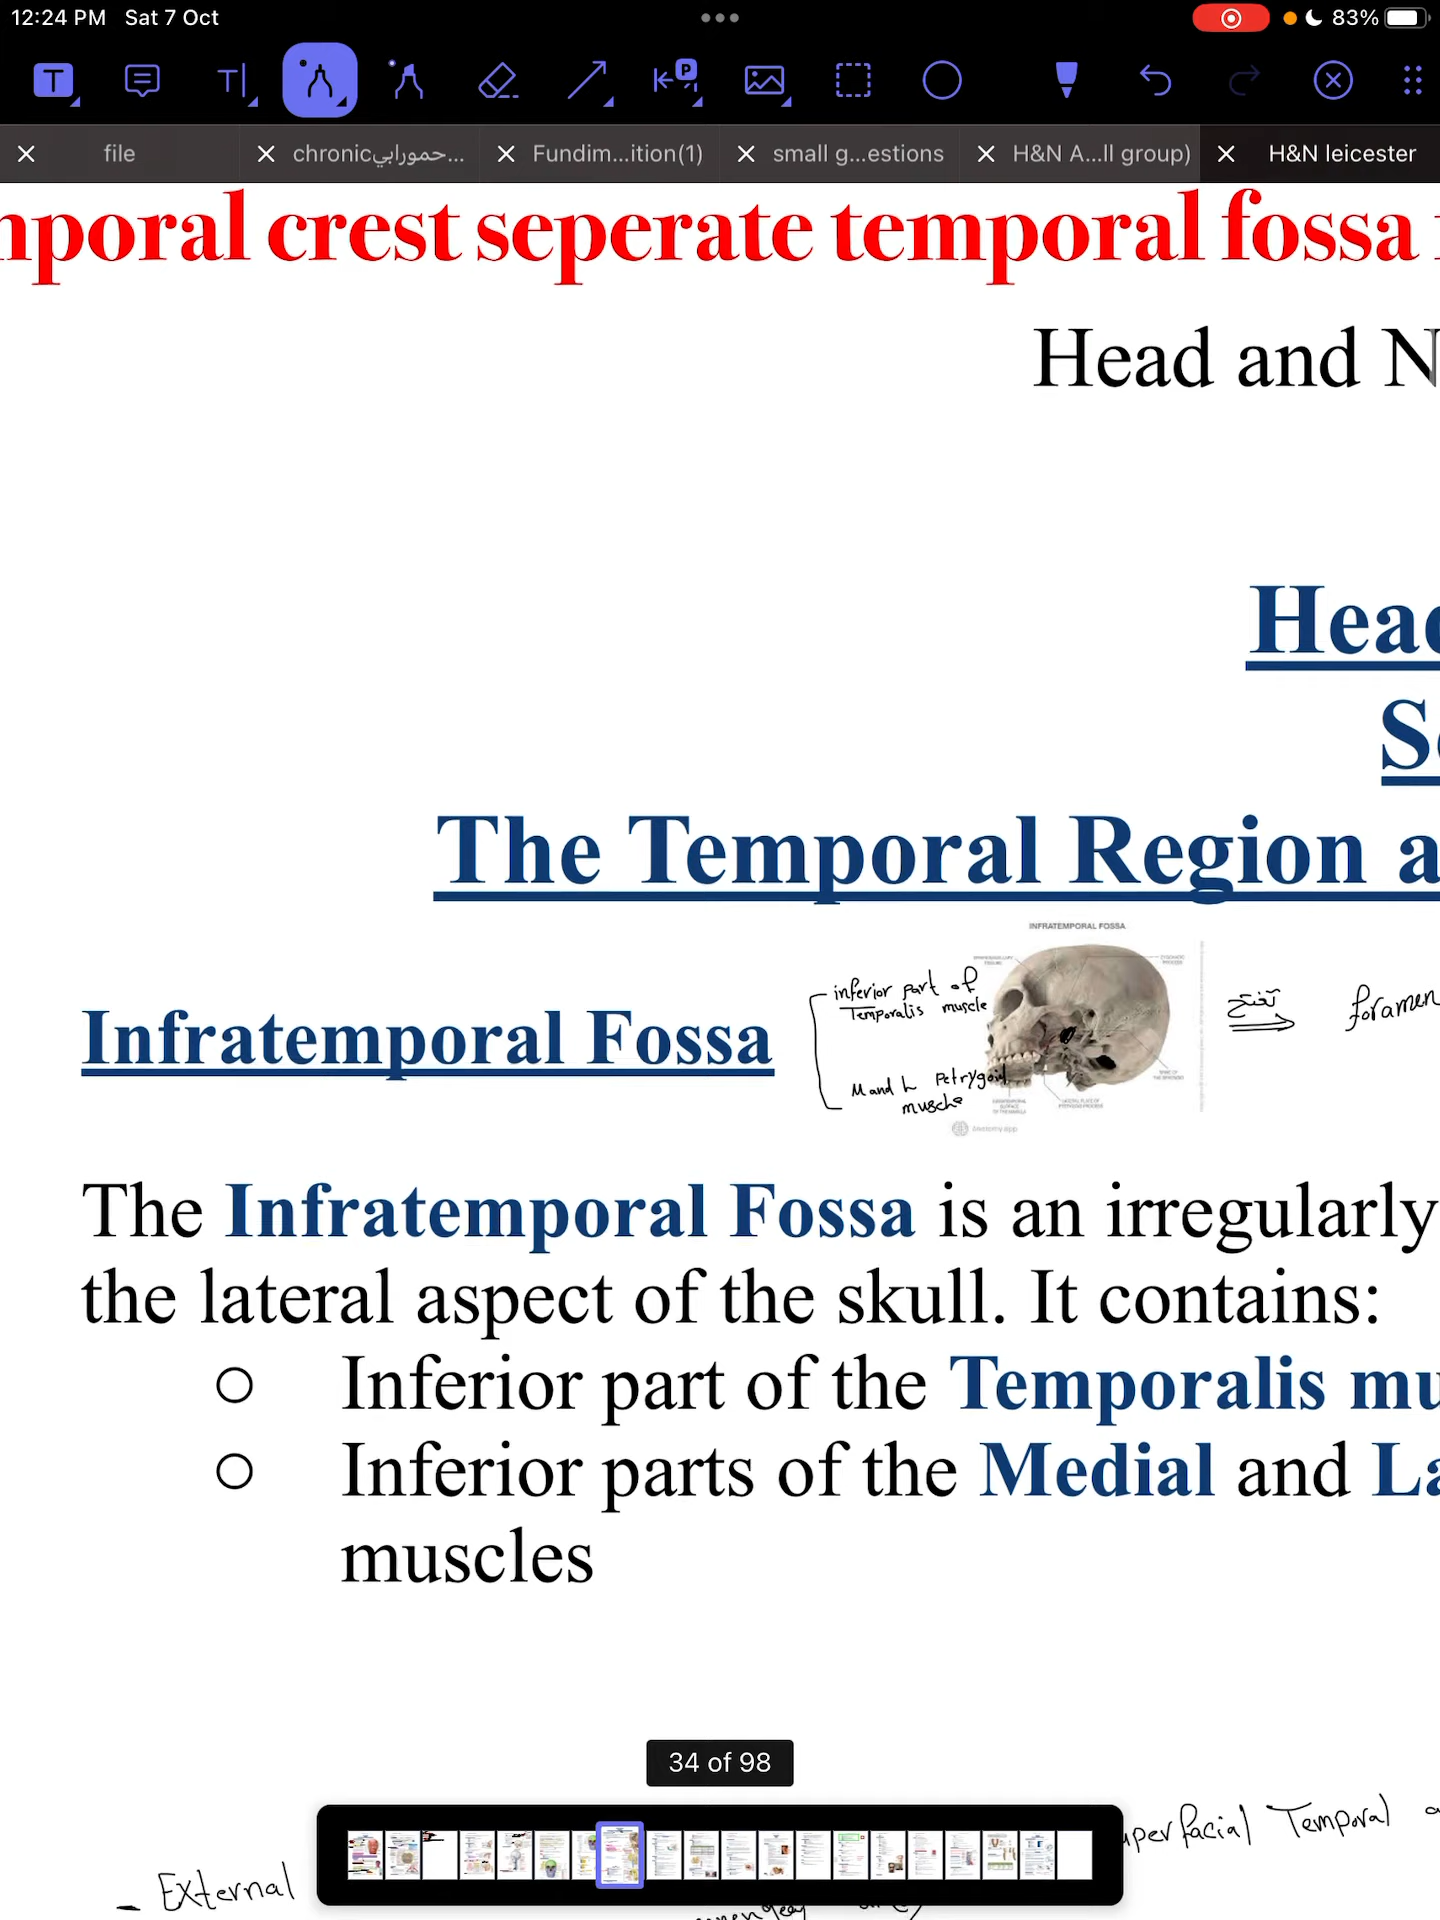 12:24 PM Sat 7 Oct
83%
file
chronicحمورابي...
Fundim...ition(1)
small g...estions
H&N A...ll group)
H&N leicester
mporal crest seperate temporal fossa
Head and N
Head
Se
The Temporal Region a
INFRATEMPORAL FOSSA
inferior part of
Temporalis muscle
Infratemporal Fossa
تفتح
foramen
M and L Petrygoid
muscle
The Infratemporal Fossa is an irregularly
the lateral aspect of the skull. It contains:
Inferior part of the Temporalis mu
Inferior parts of the Medial and La
muscles
34 of 98
uperfacial Temporal a
- External